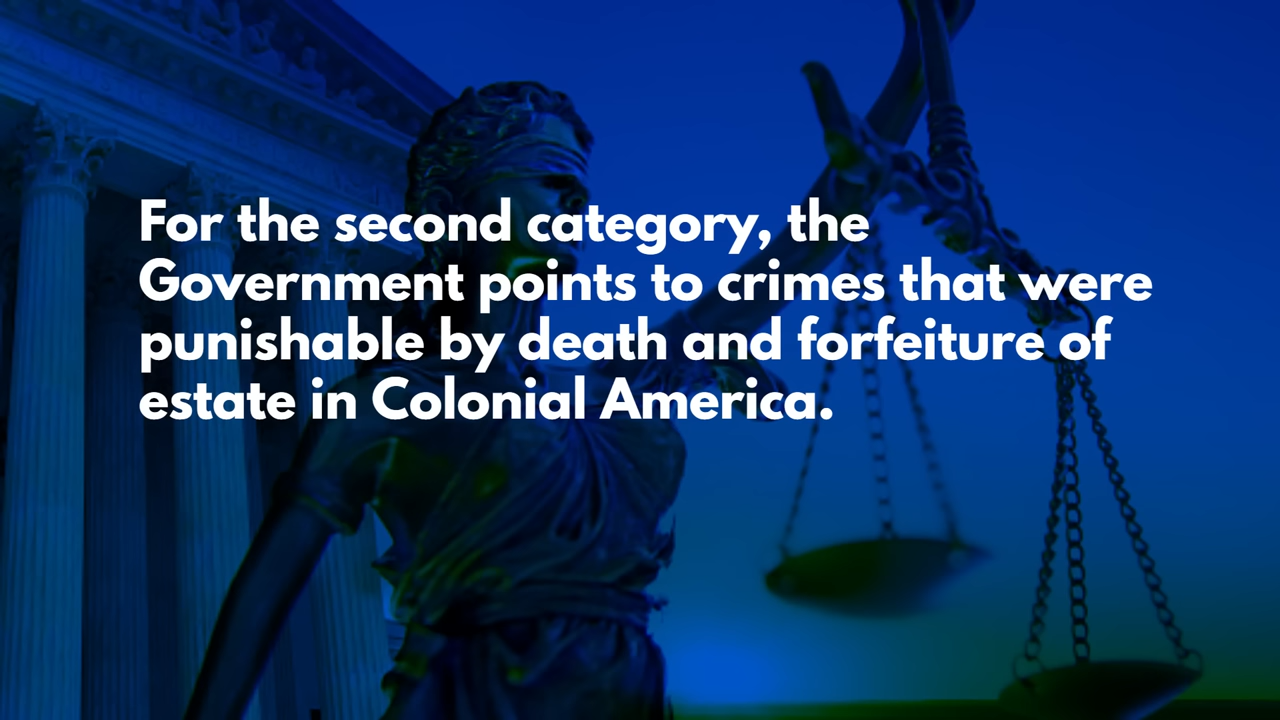 For the second category, the
Government points to crimes that were
punishable by death and forfeiture of
estate in Colonial America.